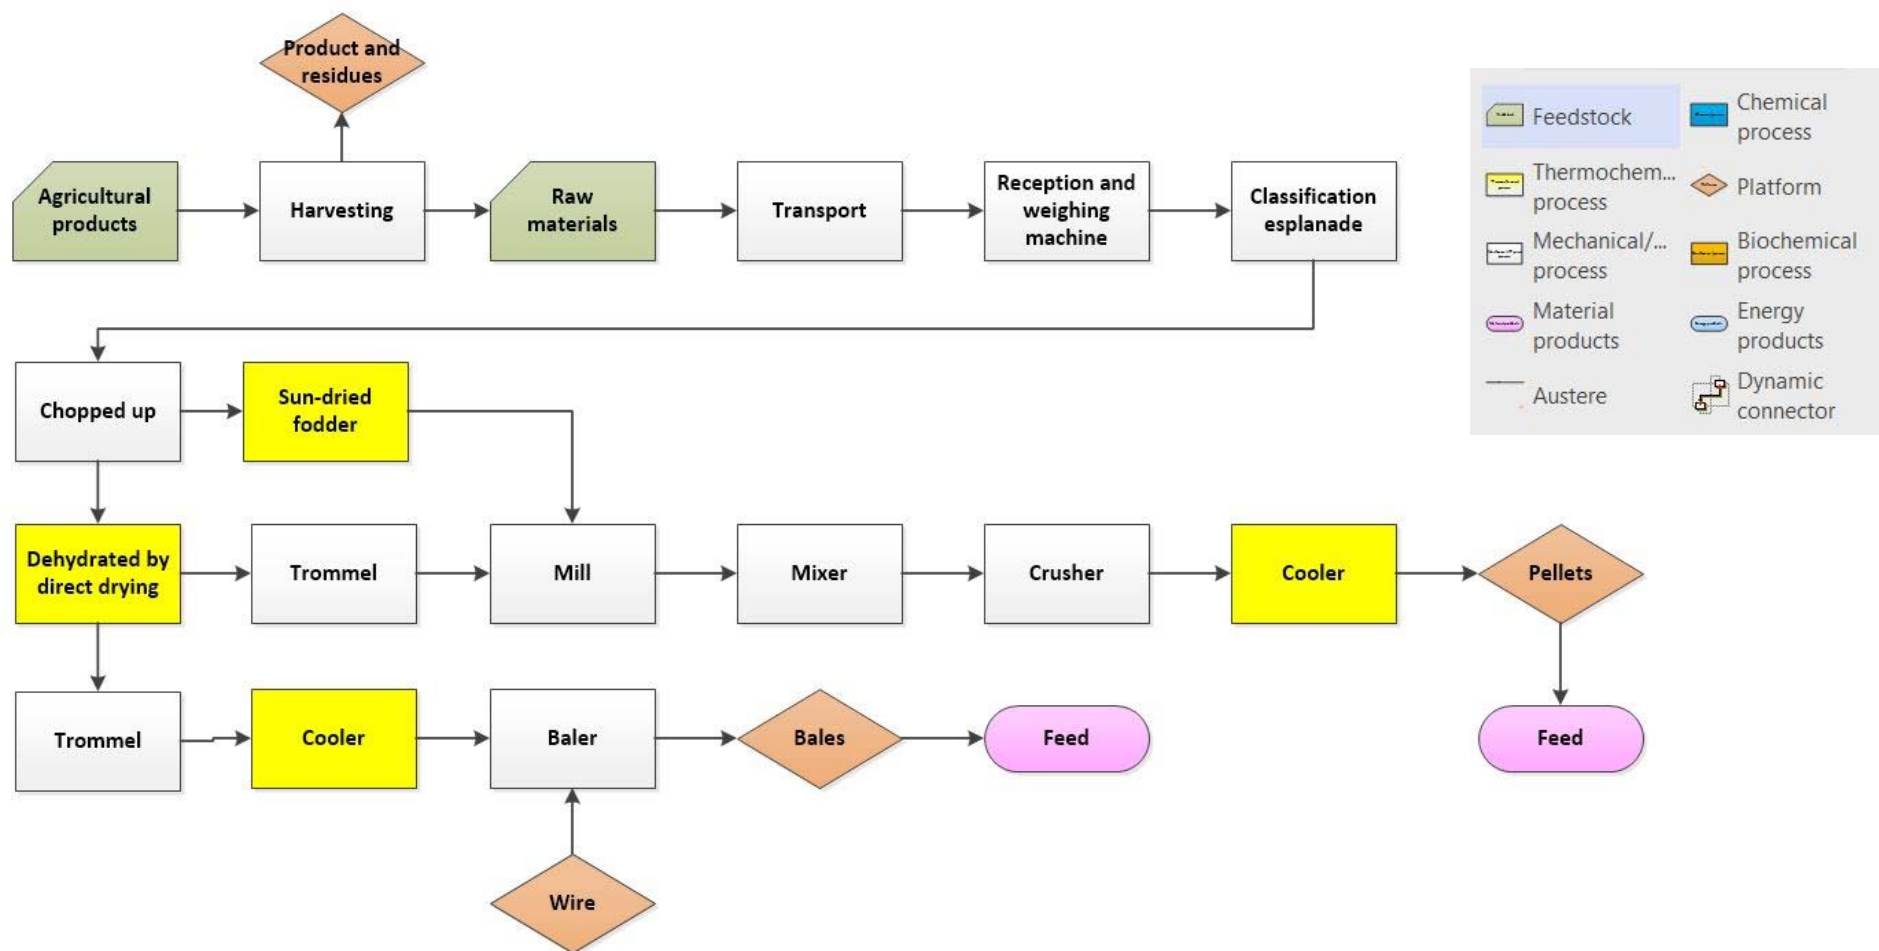 Product and
residues
Agricultural
products
Harvesting
Raw
materials
Transport
Reception and
weighing
machine
Classification
esplanade
Chopped up
Sun-dried
fodder
Dehydrated by
direct drying
Trommel
Mill
Mixer
Crusher
Cooler
Pellets
Trommel
Cooler
Baler
Bales
Feed
Feed
Wire
Feedstock
Chemical
process
Thermochem...
process
Platform
Mechanical/...
process
Biochemical
process
Material
products
Energy
products
Austere
Dynamic
connector